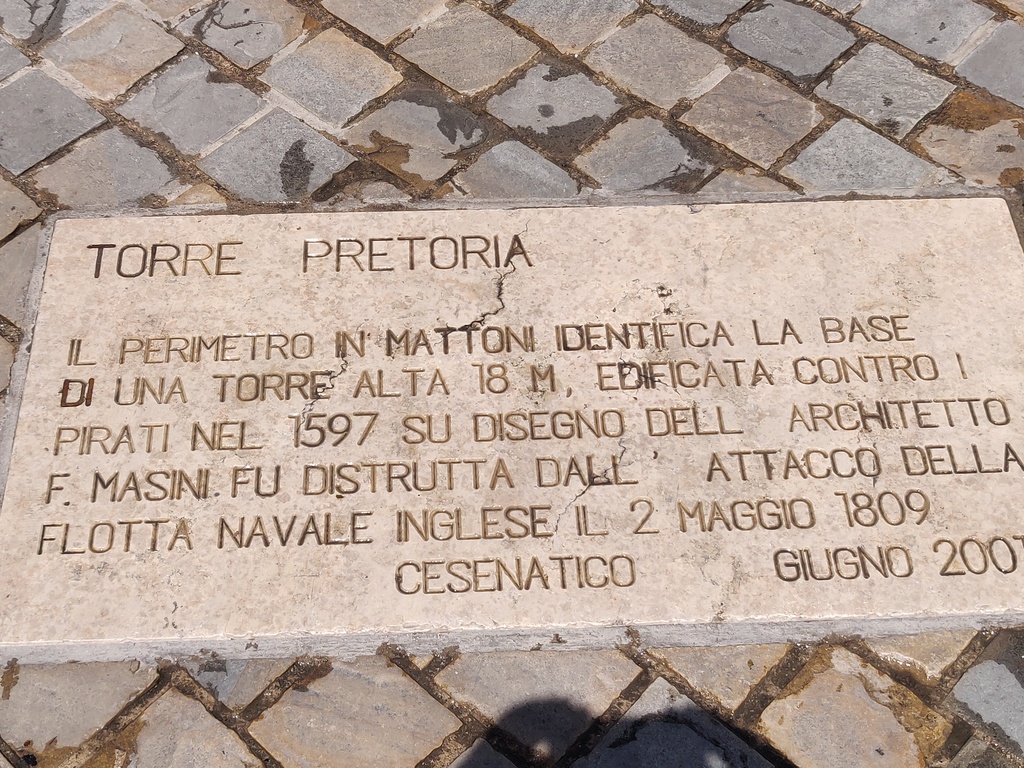 TORRE PRETORIA
IL PERIMETRO IN MATTONI IDENTIFICA LA BASE
DI UNA TORRE ALTA 18 M, EDIFICATA CONTRO I
PIRATI NEL 1597 SU DISEGNO DELL ARCHITETTO
F. MASINI. FU DISTRUTTA DALL' ATTACCO DELLA
FLOTTA NAVALE INGLESE IL 2 MAGGIO 1809
CESENATICO GIUGNO 2001